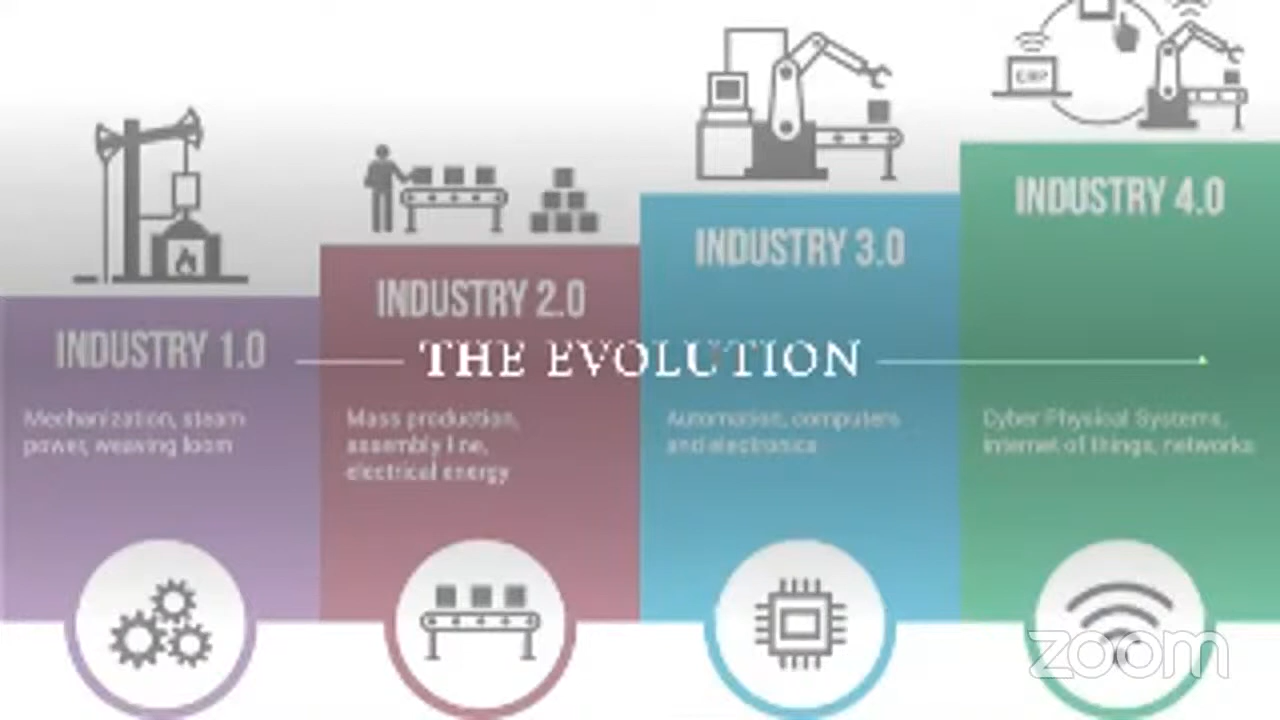 ERP
INDUSTRY 4.0
INDUSTRY 3.0
INDUSTRY 2.0
INDUSTRY 1.0
THE EVOLUTION
Mechanization, steam
power, weaving loom
Mass production,
assembly line,
electrical energy
Automation, computers
and electronics
Cyber Physical Systems,
internet of things, networks
zoom